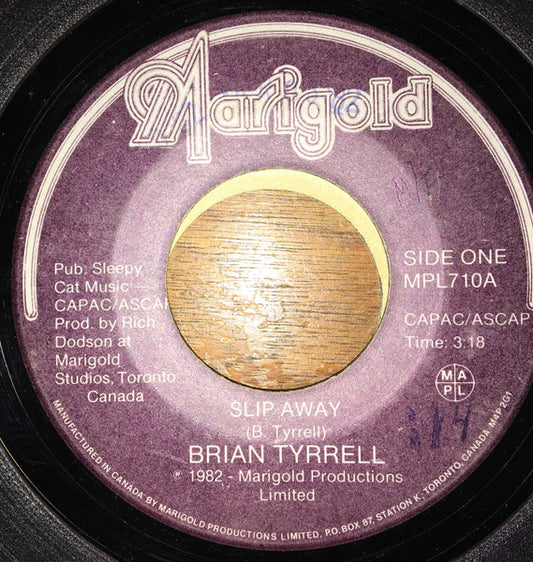 Marigold
Pub: Sleepy
Cat Music
CAPAC/ASCAP
Prod. by Rich
Dodson at
Marigold
Studios, Toronto
Canada
SIDE ONE
MPL710A
CAPAC/ASCAP
Time: 3:18
M A
P L
SLIP AWAY
(B. Tyrrell)
BRIAN TYRRELL
℗ 1982 - Marigold Productions
Limited
MANUFACTURED IN CANADA BY MARIGOLD PRODUCTIONS LIMITED, P.O. BOX 87, STATION K, TORONTO, CANADA M4P 2G1